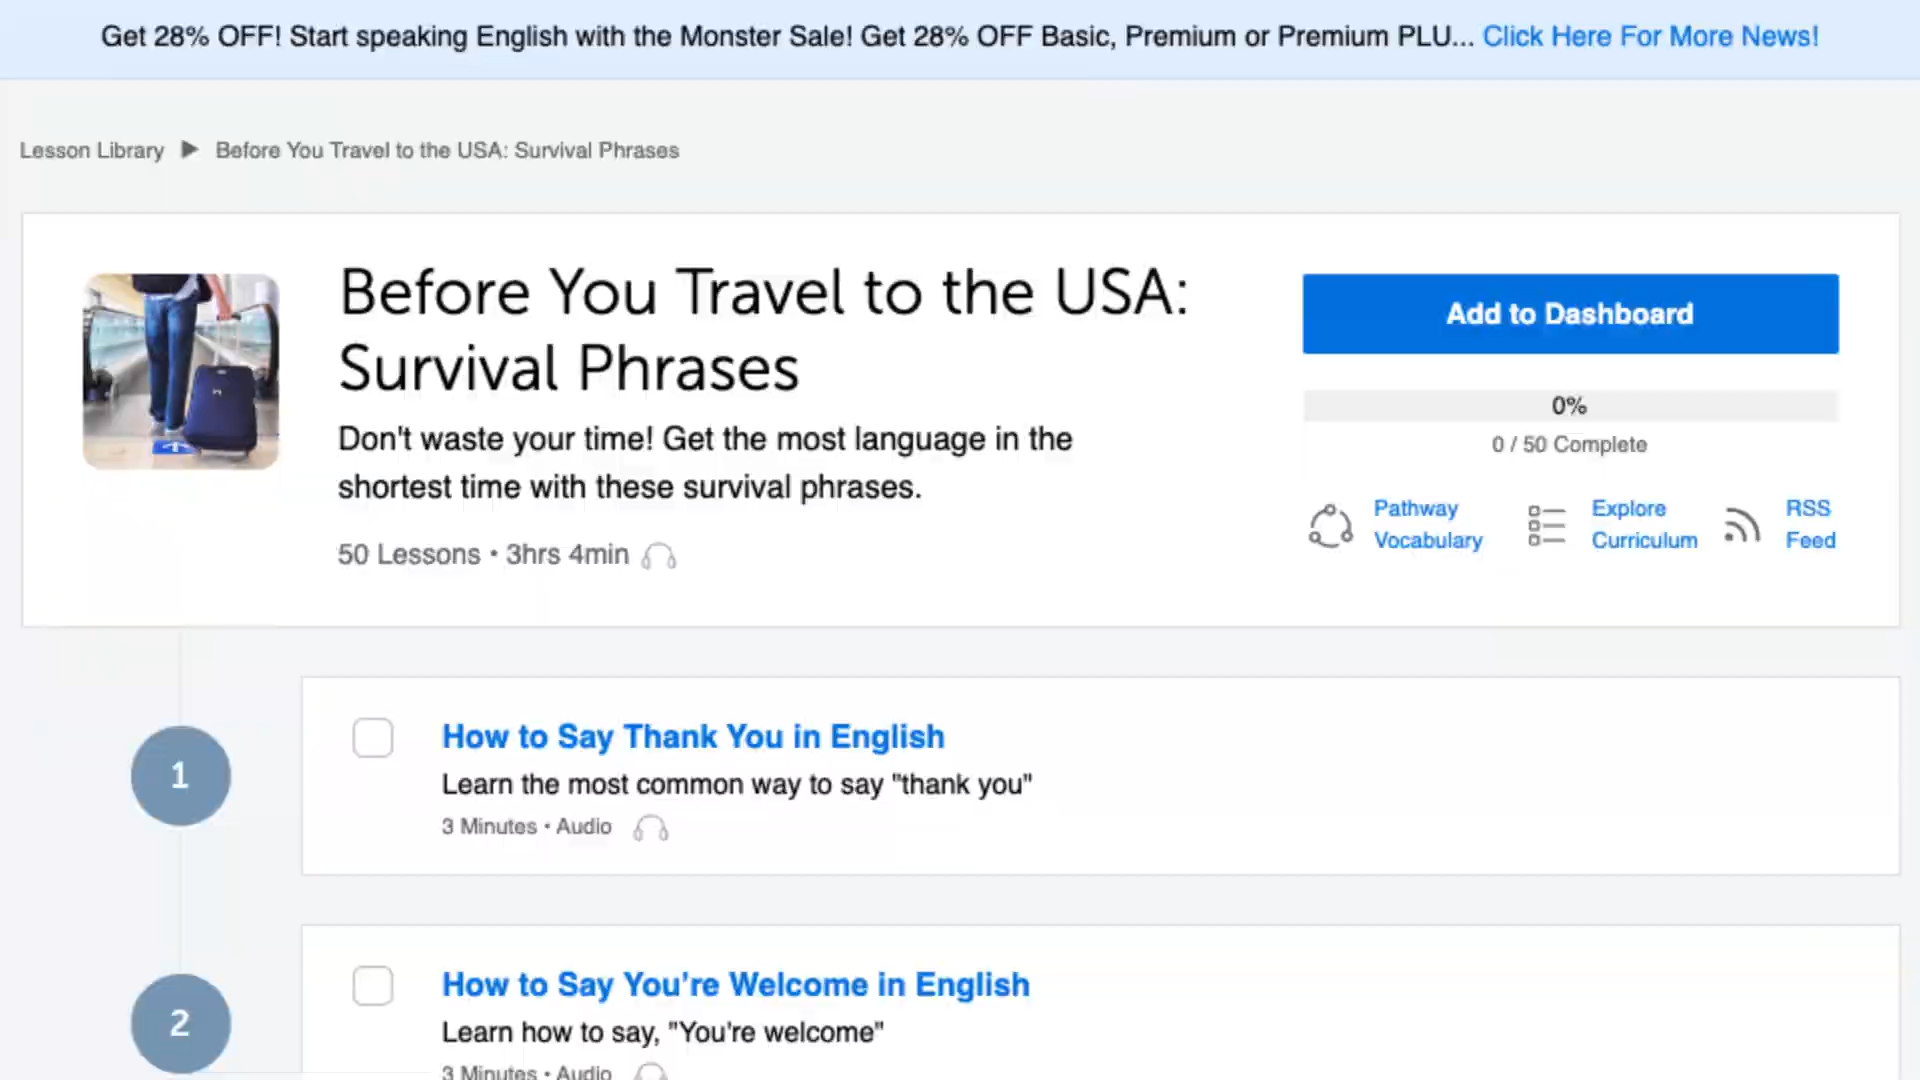 Get 28% OFF! Start speaking English with the Monster Sale! Get 28% OFF Basic, Premium or Premium PLU... Click Here For More News!
Lesson Library ▶ Before You Travel to the USA: Survival Phrases
Before You Travel to the USA:
Survival Phrases
Don't waste your time! Get the most language in the
shortest time with these survival phrases.
50 Lessons • 3hrs 4min
Add to Dashboard
0%
0 / 50 Complete
Pathway
Vocabulary
Explore
Curriculum
RSS
Feed
1
How to Say Thank You in English
Learn the most common way to say "thank you"
3 Minutes • Audio
2
How to Say You're Welcome in English
Learn how to say, "You're welcome"
3 Minutes • Audio